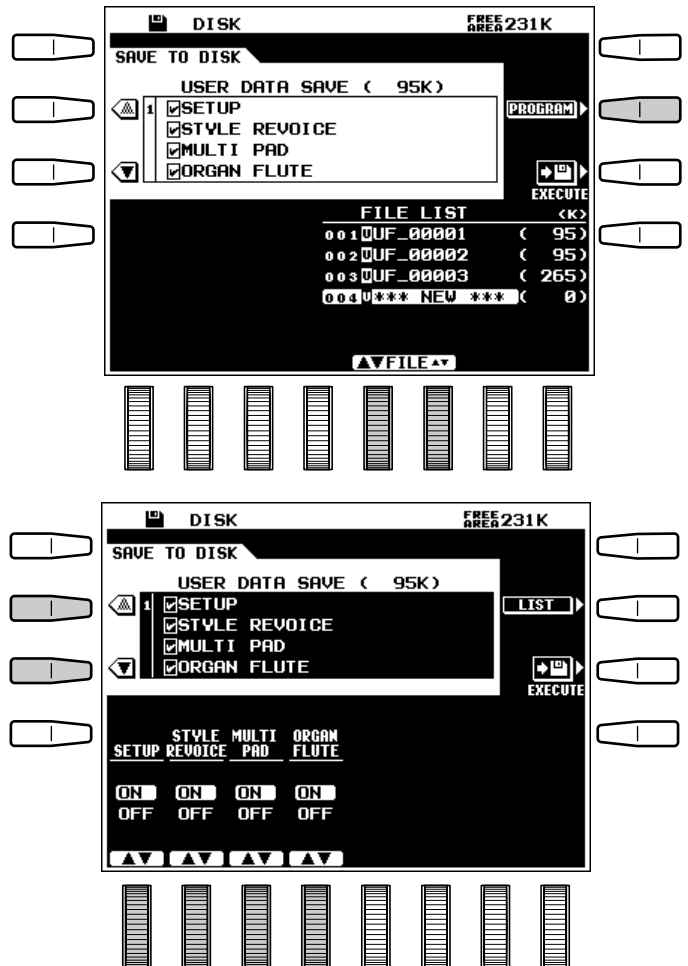 DISK FREE AREA 231K
SAVE TO DISK
USER DATA SAVE ( 95K)
1 SETUP
STYLE REVOICE
MULTI PAD
ORGAN FLUTE
PROGRAM
EXECUTE
FILE LIST <K>
001 U UF_00001 ( 95)
002 U UF_00002 ( 95)
003 U UF_00003 ( 265)
004 U *** NEW *** ( 0)
▲▼FILE▲▼
DISK FREE AREA 231K
SAVE TO DISK
USER DATA SAVE ( 95K)
1 SETUP
STYLE REVOICE
MULTI PAD
ORGAN FLUTE
LIST
EXECUTE
SETUP STYLE REVOICE MULTI PAD ORGAN FLUTE
ON ON ON ON
OFF OFF OFF OFF
▲▼ ▲▼ ▲▼ ▲▼